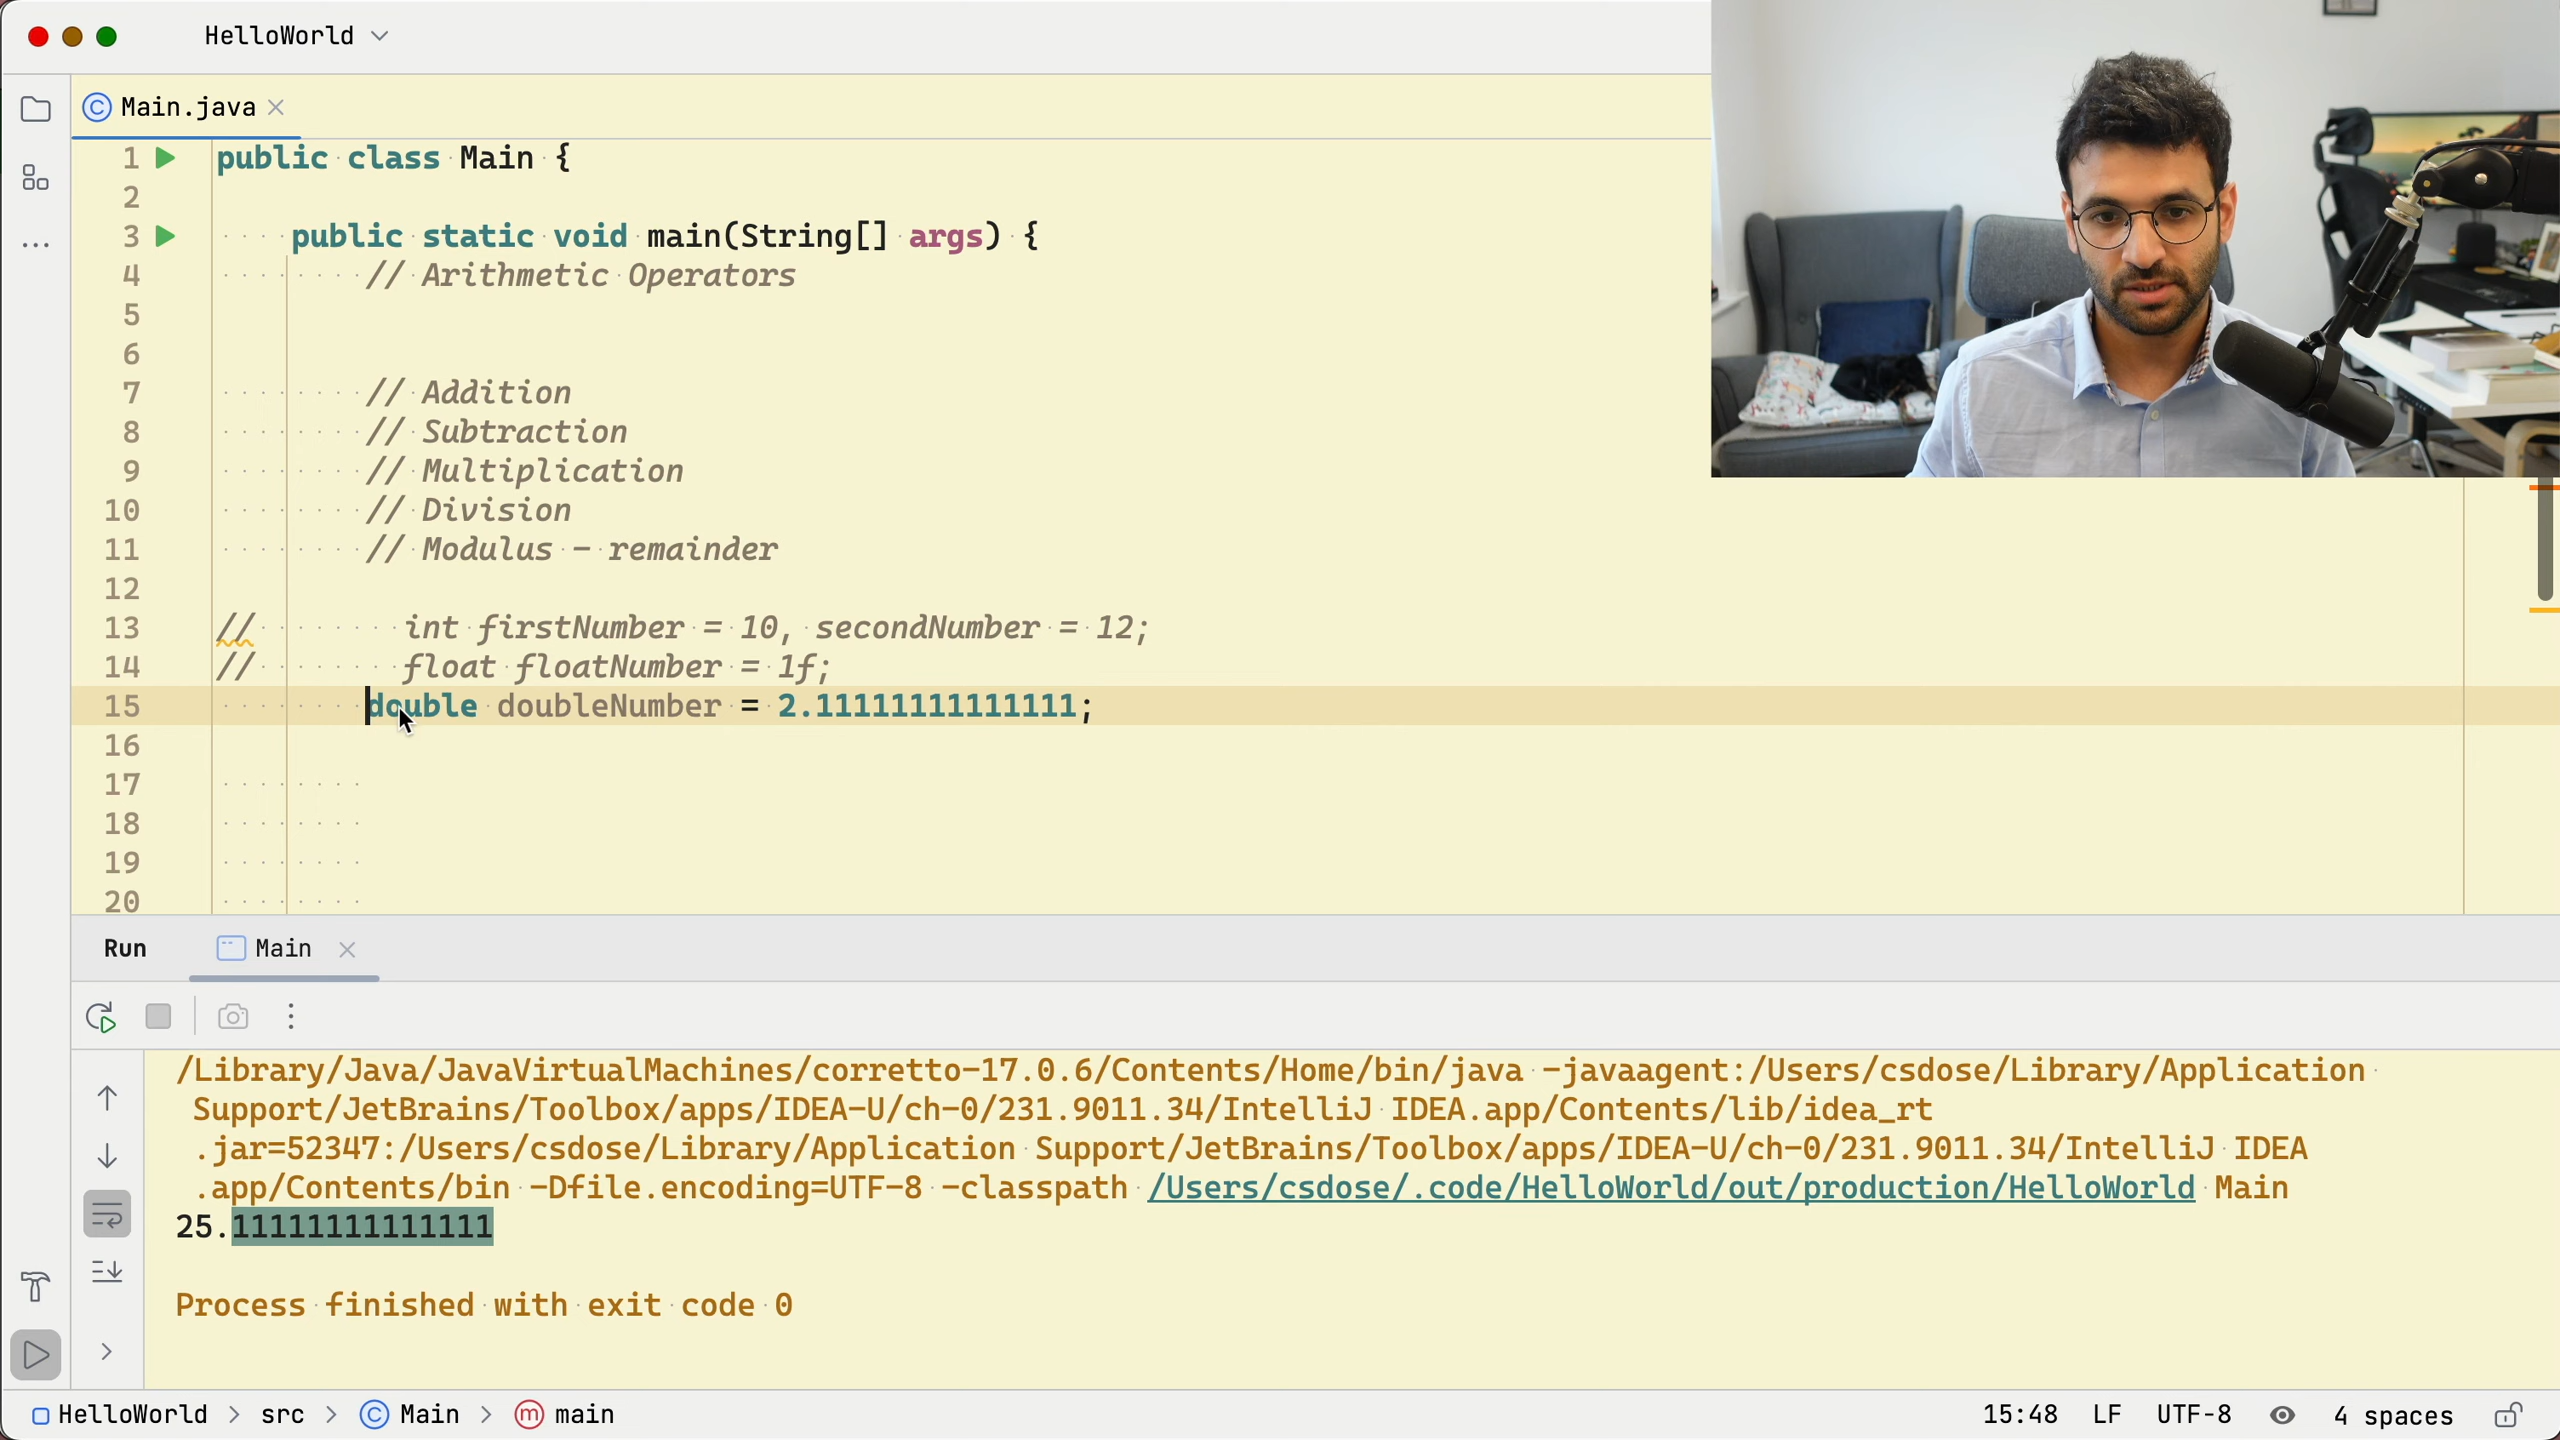 HelloWorld
Main.java
1 public class Main {
2
3 public static void main(String[] args) {
4 // Arithmetic Operators
5
6
7 // Addition
8 // Subtraction
9 // Multiplication
10 // Division
11 // Modulus - remainder
12
13 // int firstNumber = 10, secondNumber = 12;
14 // float floatNumber = 1f;
15 double doubleNumber = 2.11111111111111;
16
17
18
19
20
Run Main
/Library/Java/JavaVirtualMachines/corretto-17.0.6/Contents/Home/bin/java -javaagent:/Users/csdose/Library/Application
Support/JetBrains/Toolbox/apps/IDEA-U/ch-0/231.9011.34/IntelliJ IDEA.app/Contents/lib/idea_rt
.jar=52347:/Users/csdose/Library/Application Support/JetBrains/Toolbox/apps/IDEA-U/ch-0/231.9011.34/IntelliJ IDEA
.app/Contents/bin -Dfile.encoding=UTF-8 -classpath /Users/csdose/.code/HelloWorld/out/production/HelloWorld Main
25.11111111111111
Process finished with exit code 0
HelloWorld > src > Main > main 15:48 LF UTF-8 4 spaces